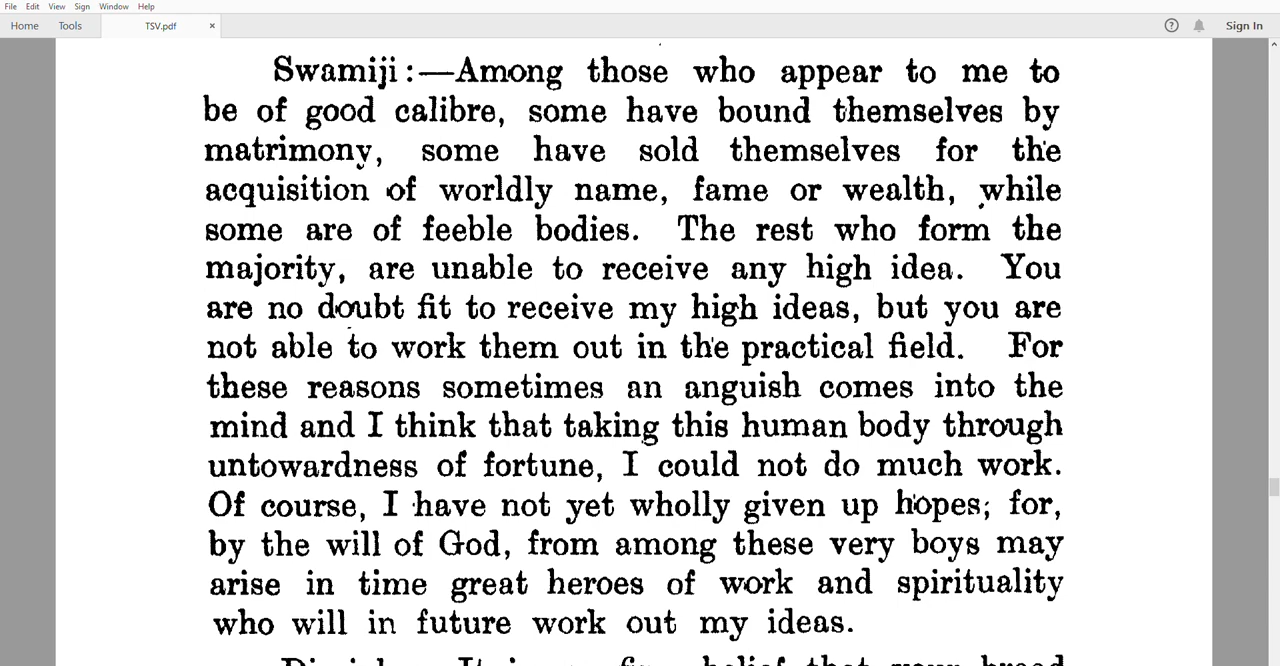 File Edit View Sign Window Help
Home Tools TSV.pdf × Sign In
Swamiji:—Among those who appear to me to
be of good calibre, some have bound themselves by
matrimony, some have sold themselves for the
acquisition of worldly name, fame or wealth, while
some are of feeble bodies. The rest who form the
majority, are unable to receive any high idea. You
are no doubt fit to receive my high ideas, but you are
not able to work them out in the practical field. For
these reasons sometimes an anguish comes into the
mind and I think that taking this human body through
untowardness of fortune, I could not do much work.
Of course, I have not yet wholly given up hopes; for,
by the will of God, from among these very boys may
arise in time great heroes of work and spirituality
who will in future work out my ideas.
belief that your